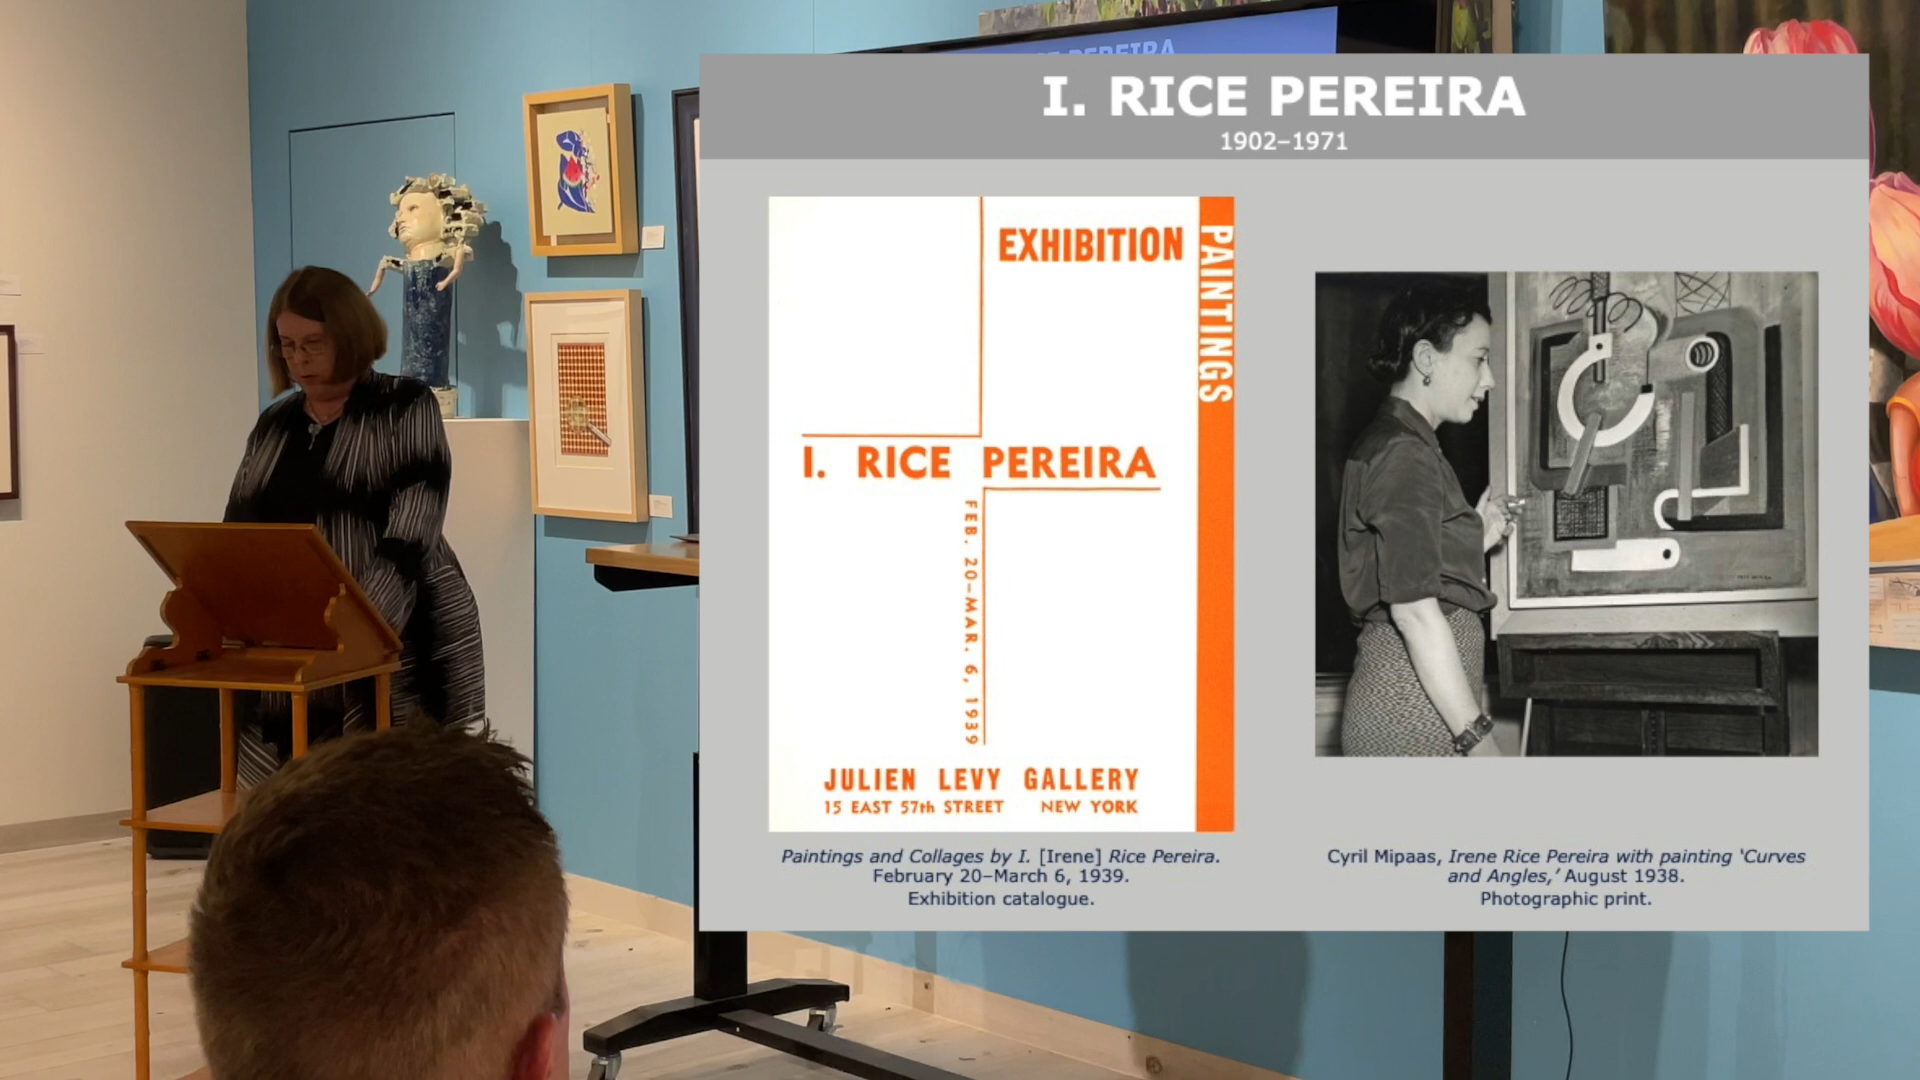 PEREIRA
I. RICE PEREIRA
1902–1971
EXHIBITION
PAINTINGS
I. RICE PEREIRA
FEB. 20–MAR. 6, 1939
JULIEN LEVY GALLERY
15 EAST 57th STREET NEW YORK
Paintings and Collages by I. [Irene] Rice Pereira.
February 20–March 6, 1939.
Exhibition catalogue.
Cyril Mipaas, Irene Rice Pereira with painting ‘Curves
and Angles,’ August 1938.
Photographic print.